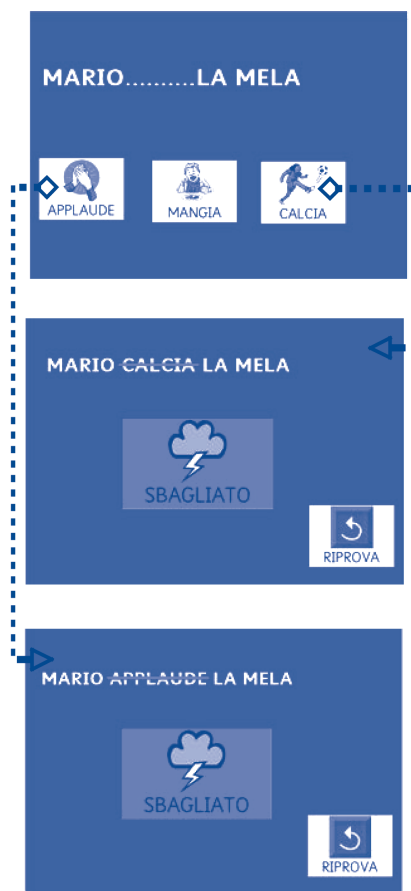 MARIO..........LA MELA
APPLAUDE MANGIA CALCIA
MARIO CALCIA LA MELA
SBAGLIATO
RIPROVA
MARIO APPLAUDE LA MELA
SBAGLIATO
RIPROVA